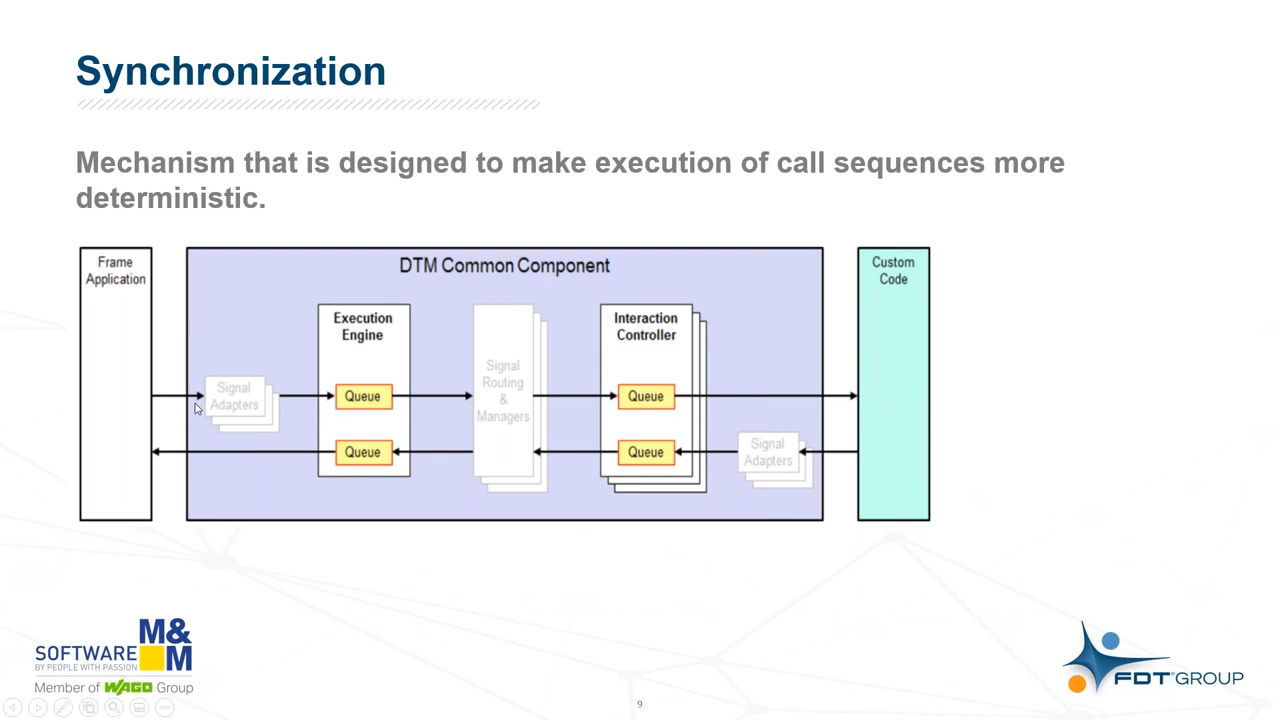 Synchronization
Mechanism that is designed to make execution of call sequences more
deterministic.
Frame
Application
DTM Common Component
Custom
Code
Execution
Engine
Interaction
Controller
Signal
Routing
&
Managers
Signal
Adapters
Queue
Queue
Queue
Queue
Signal
Adapters
M&
SOFTWARE M
BY PEOPLE WITH PASSION
Member of WAGO Group
9
FDT® GROUP